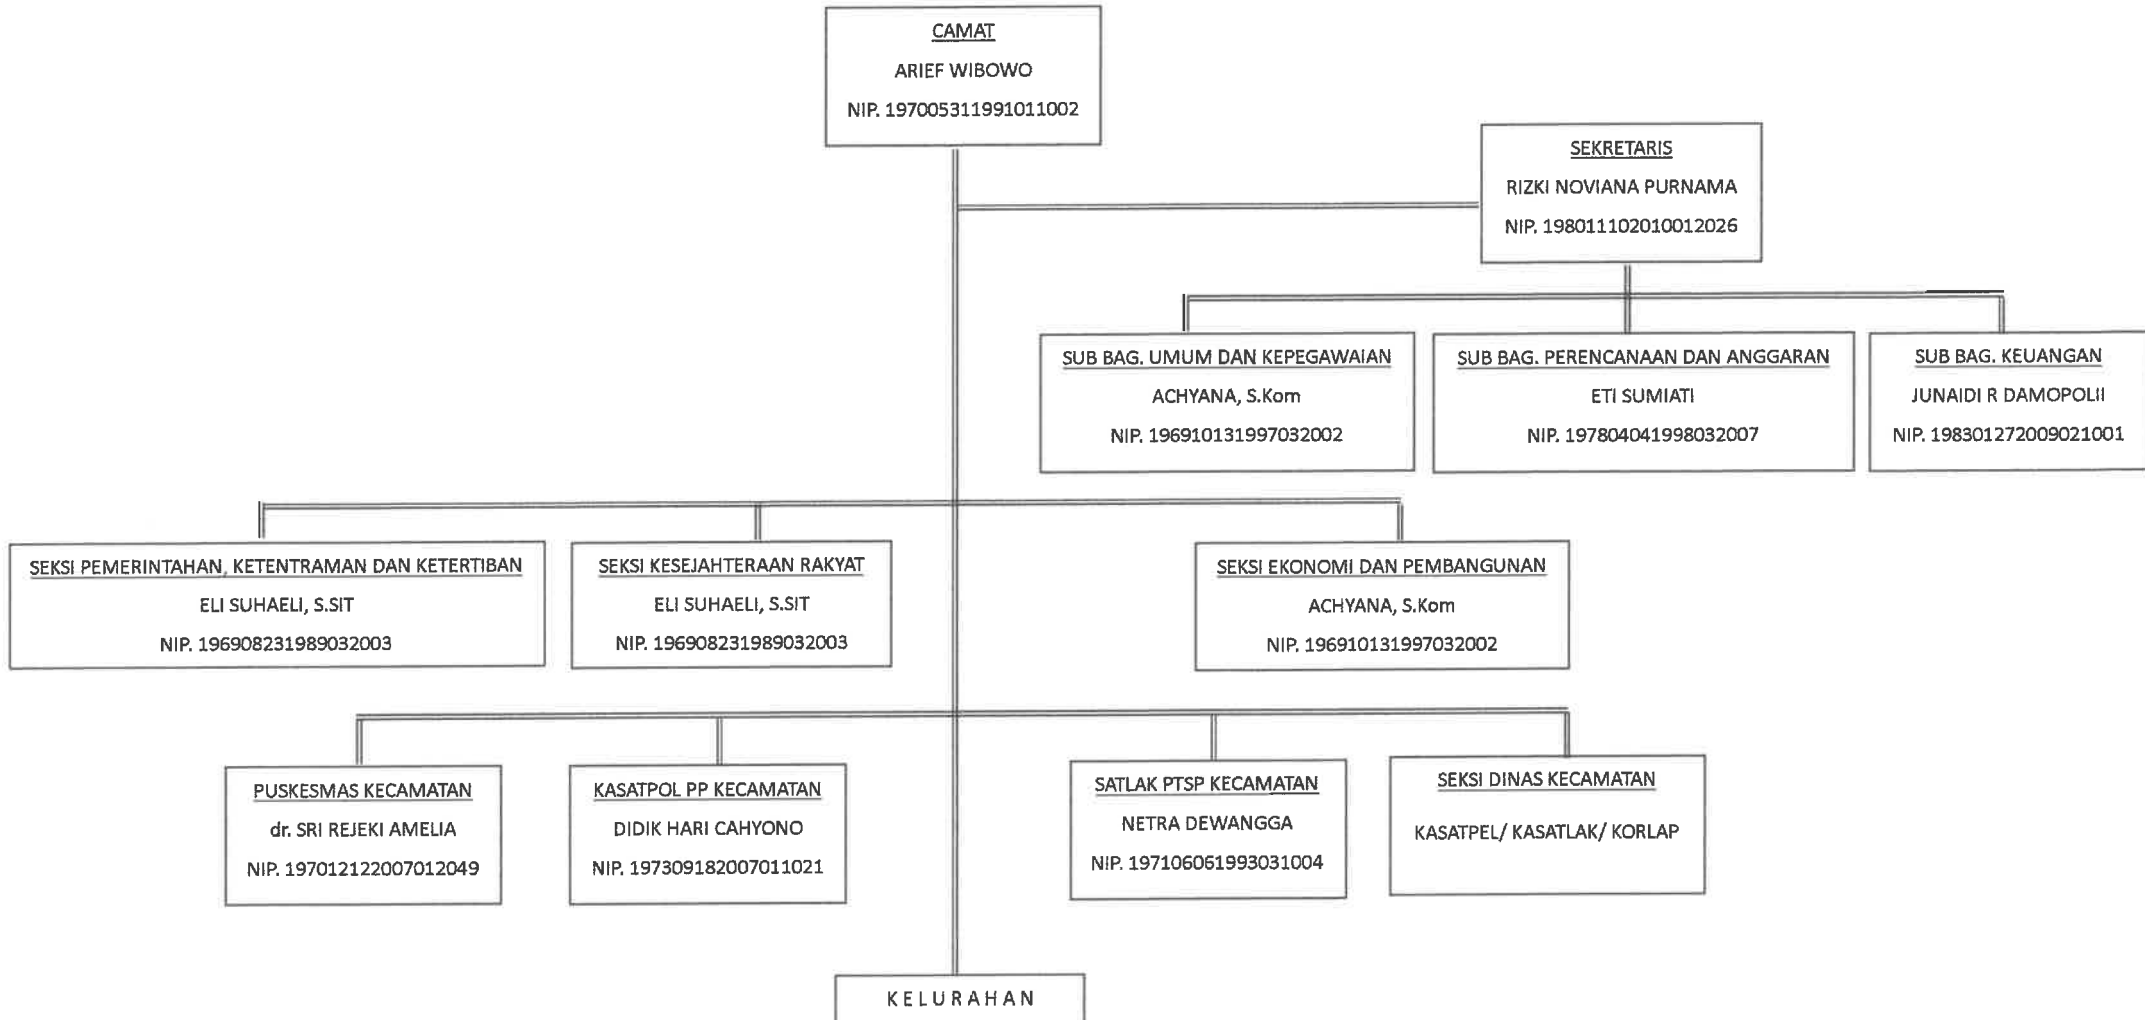 CAMAT
ARIEF WIBOWO
NIP. 197005311991011002
SEKRETARIS
RIZKI NOVIANA PURNAMA
NIP. 198011102010012026
SUB BAG. UMUM DAN KEPEGAWAIAN
ACHYANA, S.Kom
NIP. 196910131997032002
SUB BAG. PERENCANAAN DAN ANGGARAN
ETI SUMIATI
NIP. 197804041998032007
SUB BAG. KEUANGAN
JUNAIDI R DAMOPOLII
NIP. 198301272009021001
SEKSI PEMERINTAHAN, KETENTRAMAN DAN KETERTIBAN
ELI SUHAELI, S.SIT
NIP. 196908231989032003
SEKSI KESEJAHTERAAN RAKYAT
ELI SUHAELI, S.SIT
NIP. 196908231989032003
SEKSI EKONOMI DAN PEMBANGUNAN
ACHYANA, S.Kom
NIP. 196910131997032002
PUSKESMAS KECAMATAN
dr. SRI REJEKI AMELIA
NIP. 197012122007012049
KASATPOL PP KECAMATAN
DIDIK HARI CAHYONO
NIP. 197309182007011021
SATLAK PTSP KECAMATAN
NETRA DEWANGGA
NIP. 197106061993031004
SEKSI DINAS KECAMATAN
KASATPEL/ KASATLAK/ KORLAP
KELURAHAN